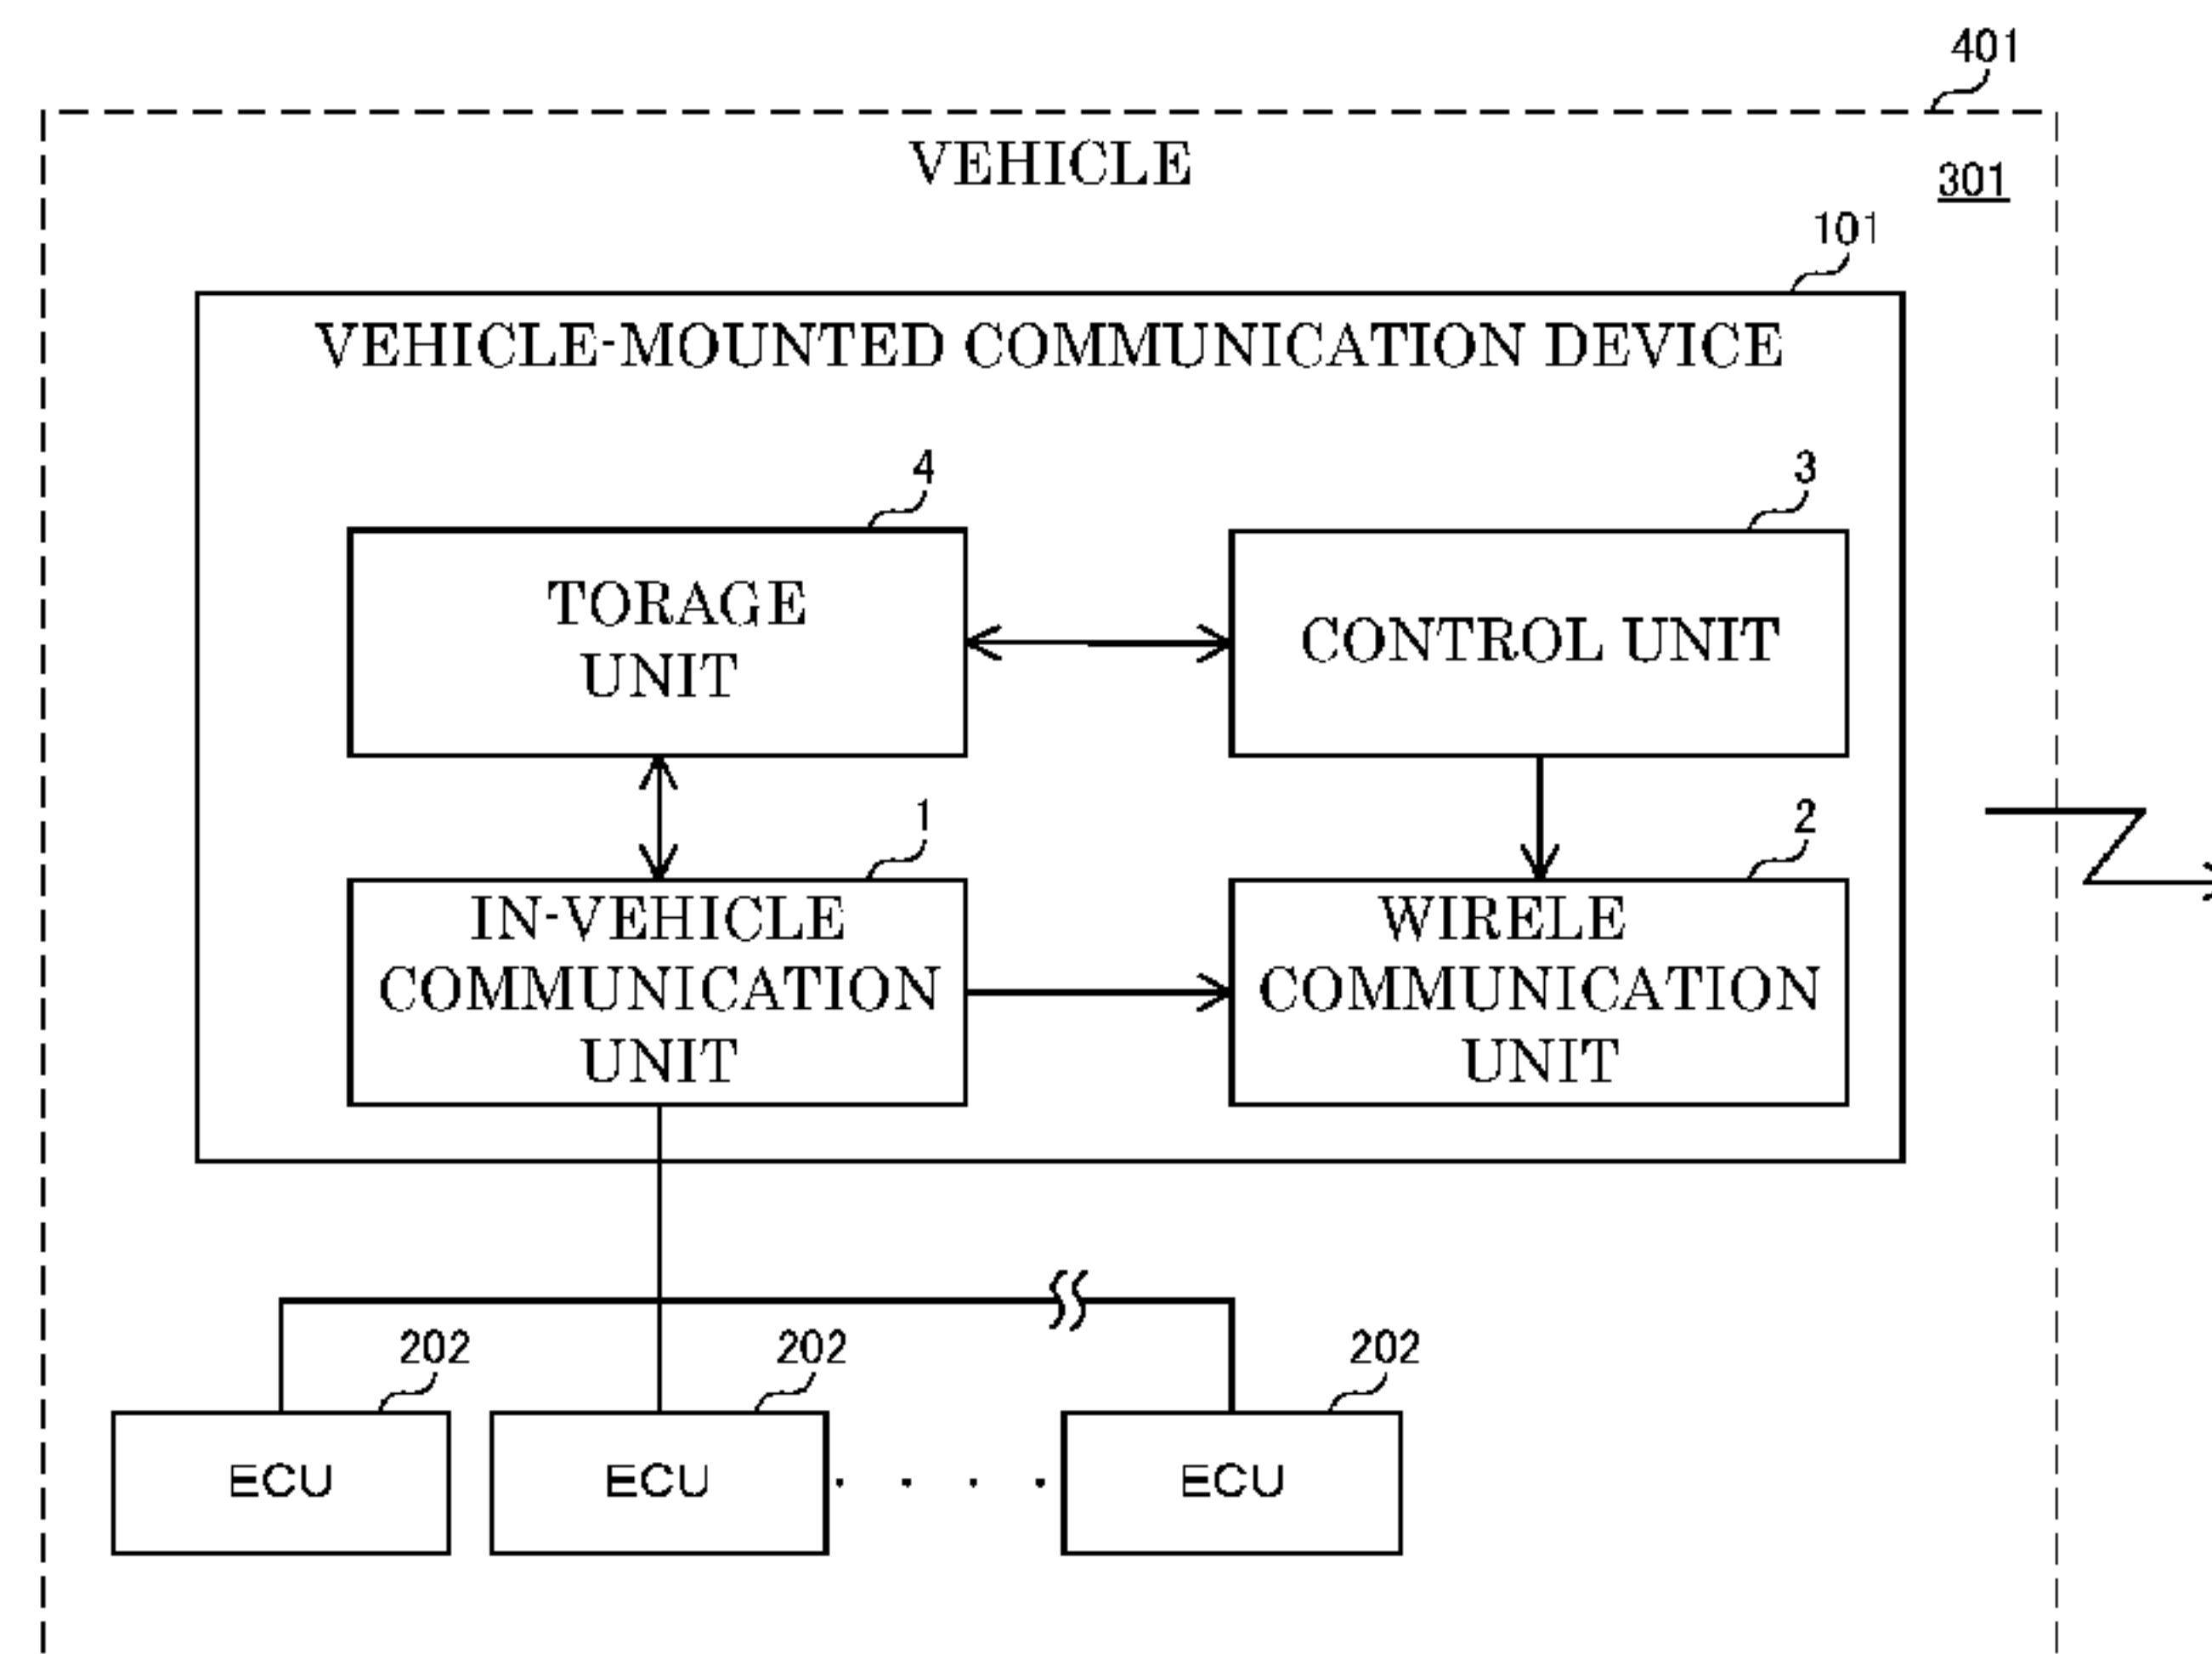 401
VEHICLE
301
101
VEHICLE-MOUNTED COMMUNICATION DEVICE
4
3
TORAGE
UNIT
CONTROL UNIT
1
2
IN-VEHICLE
COMMUNICATION
UNIT
WIRELE
COMMUNICATION
UNIT
202
202
202
ECU
ECU
ECU